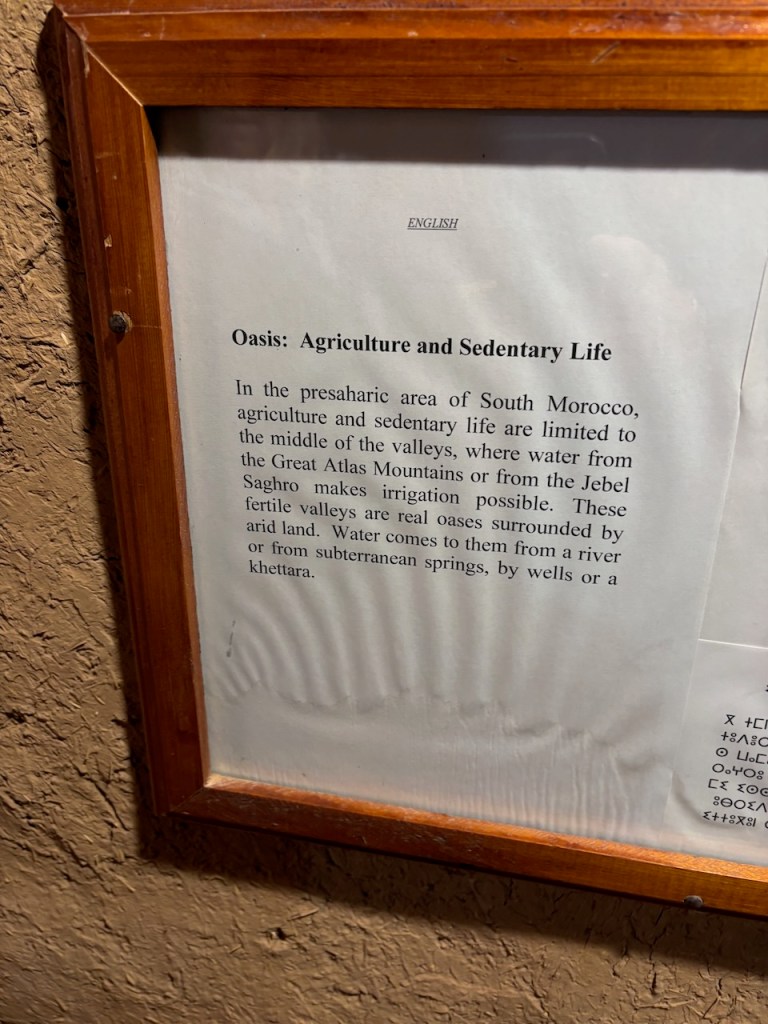 ENGLISH
Oasis: Agriculture and Sedentary Life
In the presaharic area of South Morocco,
agriculture and sedentary life are limited to
the middle of the valleys, where water from
the Great Atlas Mountains or from the Jebel
Saghro makes irrigation possible. These
fertile valleys are real oases surrounded by
arid land. Water comes to them from a river
or from subterranean springs, by wells or a
khettara.